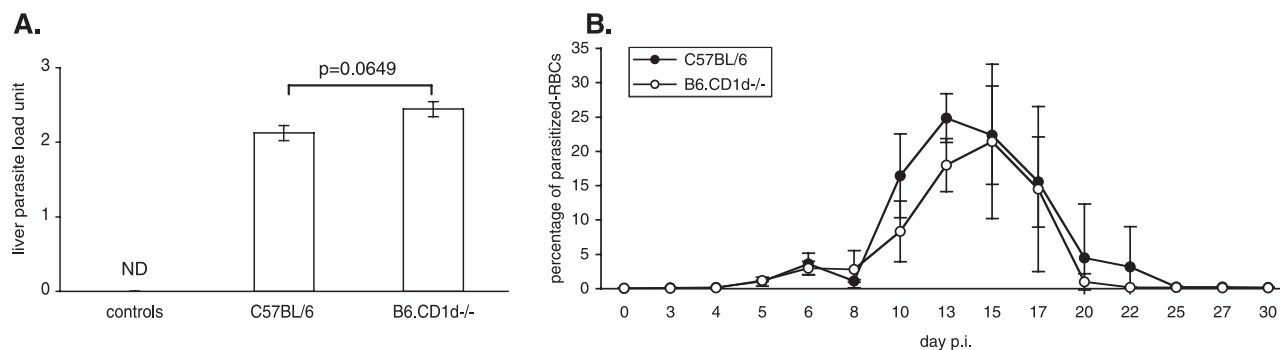 A.
liver parasite load unit
3
2
1
0
p=0.0649
ND
controls C57BL/6 B6.CD1d-/-
B.
percentage of parasitized-RBCs
35
30
25
20
15
10
5
0
C57BL/6
B6.CD1d-/-
0 3 4 5 6 8 10 13 15 17 20 22 25 27 30
day p.i.